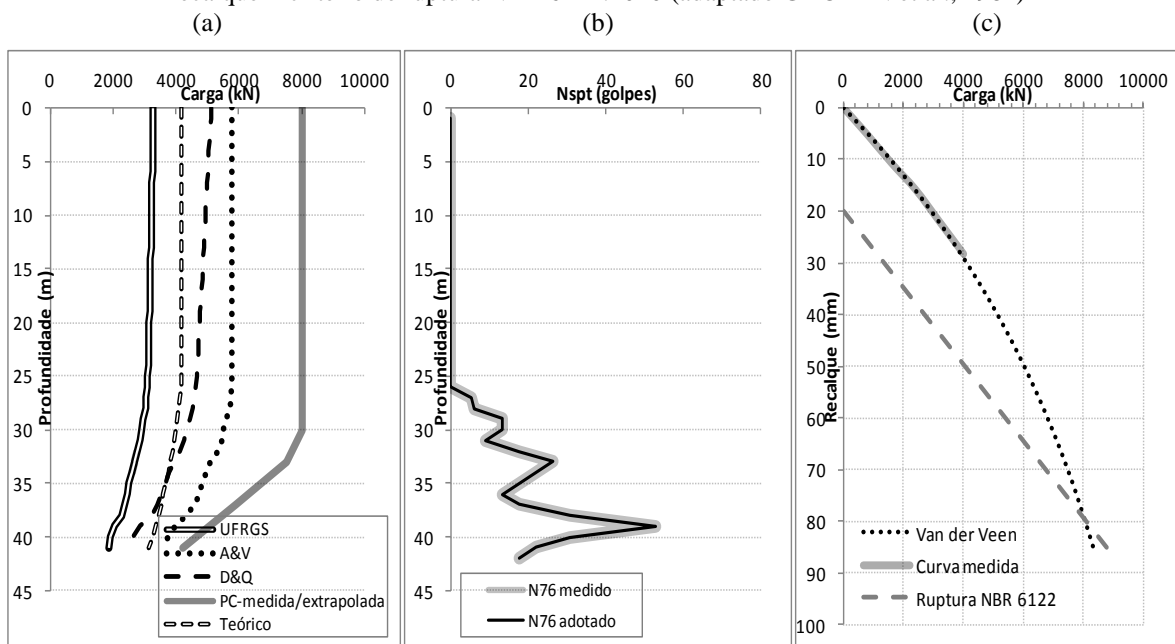 (a) (b) (c)
0 2000 4000 6000 8000 10000
Carga (kN)
Profundidade (m)
0
5
10
15
20
25
30
35
40
45
UFRGS
A&V
D&Q
PC-medida/extrapolada
Teórico
0 20 40 60 80
Nspt (golpes)
Profundidade (m)
0
5
10
15
20
25
30
35
40
45
N76 medido
N76 adotado
0 2000 4000 6000 8000 10000
Carga (kN)
Recalque (mm)
0
10
20
30
40
50
60
70
80
90
100
Van der Veen
Curva medida
Ruptura NBR 6122